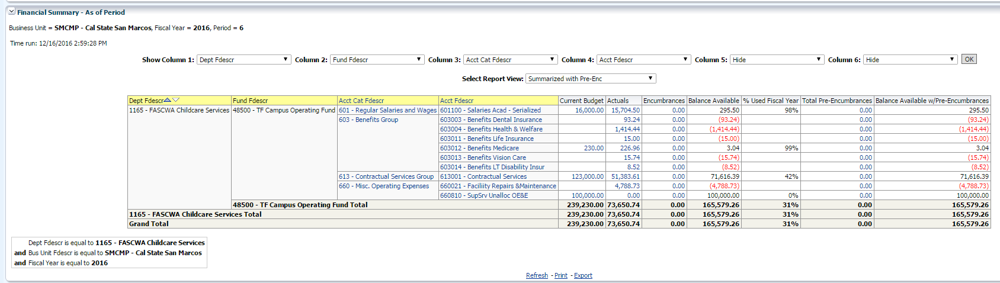 Financial Summary - As of Period
Business Unit = SMCMP - Cal State San Marcos, Fiscal Year = 2016, Period = 6
Time run: 12/16/2016 2:59:28 PM
Show Column 1: Dept Fdescr Column 2: Fund Fdescr Column 3: Acct Cat Fdescr Column 4: Acct Fdescr Column 5: Hide Column 6: Hide OK
Select Report View: Summarized with Pre-Enc
Dept Fdescr Fund Fdescr Acct Cat Fdescr Acct Fdescr Current Budget Actuals Encumbrances Balance Available % Used Fiscal Year Total Pre-Encumbrances Balance Available w/Pre-Encumbrances
1165 - FASCWA Childcare Services 48500 - TF Campus Operating Fund 601 - Regular Salaries and Wages 601100 - Salaries Acad - Serialized 16,000.00 15,704.50 0.00 295.50 98% 0.00 295.50
603 - Benefits Group 603003 - Benefits Dental Insurance 93.24 0.00 (93.24) 0.00 (93.24)
603004 - Benefits Health & Welfare 1,414.44 0.00 (1,414.44) 0.00 (1,414.44)
603011 - Benefits Life Insurance 15.00 0.00 (15.00) 0.00 (15.00)
603012 - Benefits Medicare 230.00 226.96 0.00 3.04 99% 0.00 3.04
603013 - Benefits Vision Care 15.74 0.00 (15.74) 0.00 (15.74)
603014 - Benefits LT Disability Insur 8.52 0.00 (8.52) 0.00 (8.52)
613 - Contractual Services Group 613001 - Contractual Services 123,000.00 51,383.61 0.00 71,616.39 42% 0.00 71,616.39
660 - Misc. Operating Expenses 660021 - Faciliity Repairs &Maintenance 4,788.73 0.00 (4,788.73) 0.00 (4,788.73)
660810 - SupSrv Unalloc OE&E 100,000.00 0.00 0.00 100,000.00 0% 0.00 100,000.00
48500 - TF Campus Operating Fund Total 239,230.00 73,650.74 0.00 165,579.26 31% 0.00 165,579.26
1165 - FASCWA Childcare Services Total 239,230.00 73,650.74 0.00 165,579.26 31% 0.00 165,579.26
Grand Total 239,230.00 73,650.74 0.00 165,579.26 31% 0.00 165,579.26
Dept Fdescr is equal to 1165 - FASCWA Childcare Services
and Bus Unit Fdescr is equal to SMCMP - Cal State San Marcos
and Fiscal Year is equal to 2016
Refresh - Print - Export